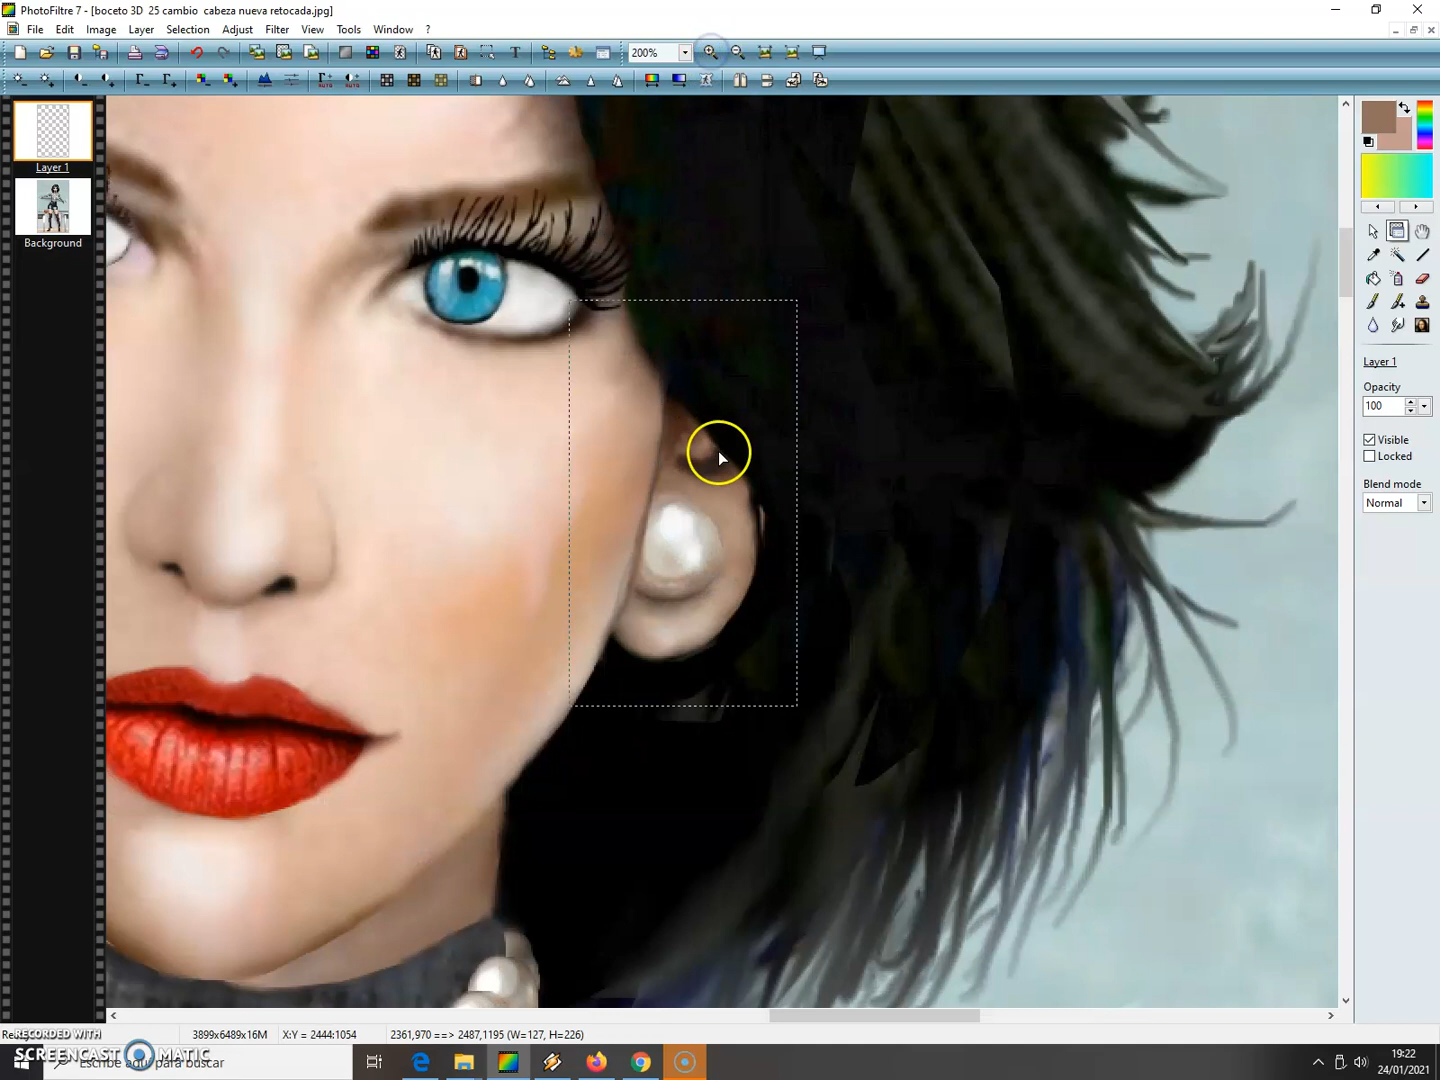 PhotoFiltre 7 - [boceto 3D  25 cambio  cabeza nueva retocada.jpg]
File Edit Image Layer Selection Adjust Filter View Tools Window ?
200%
AUTO AUTO
Layer 1
Background
Layer 1
Opacity
100
Visible
Locked
Blend mode
Normal
3899x6489x16M X:Y = 2444:1054 2361,970 ==> 2487,1195 (W=127, H=226)
RECORDED WITH
SCREENCAST MATIC
Escribe aquí para buscar
19:22
24/01/2021